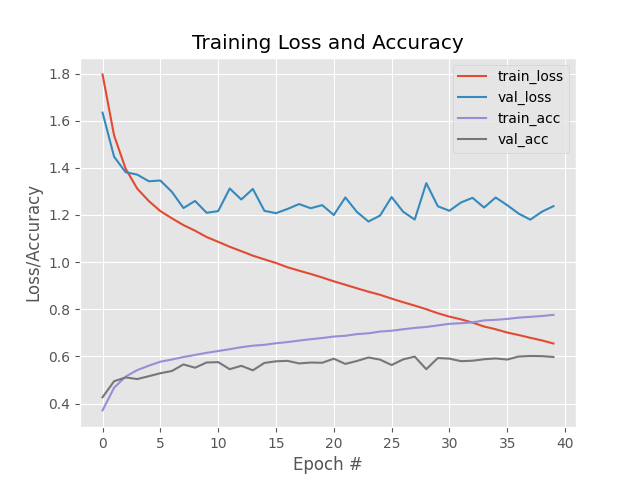 Training Loss and Accuracy
train_loss
val_loss
train_acc
val_acc
Loss/Accuracy
1.8
1.6
1.4
1.2
1.0
0.8
0.6
0.4
0 5 10 15 20 25 30 35 40
Epoch #